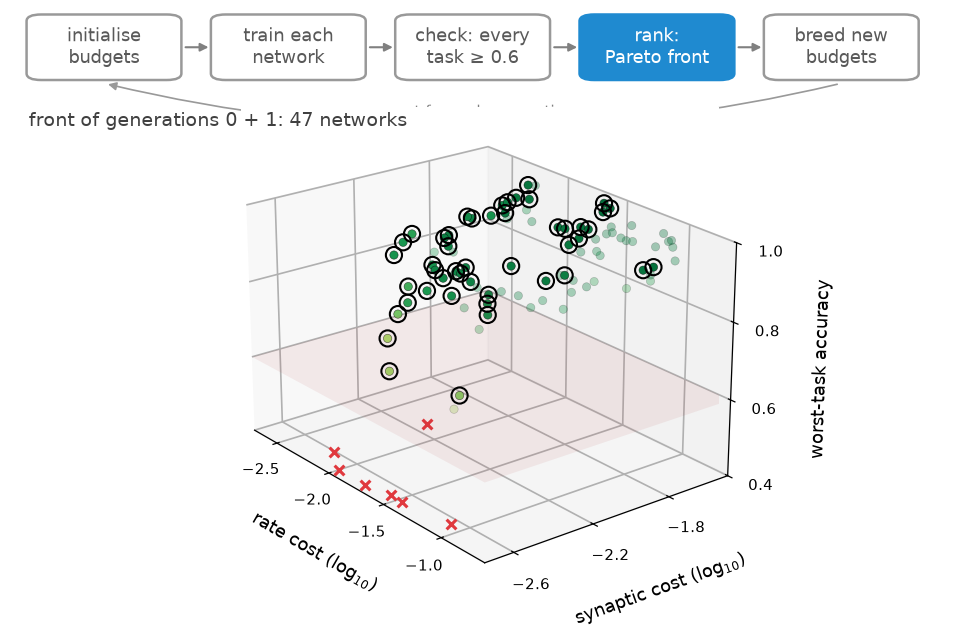 initialise
budgets
train each
network
check: every
task ≥ 0.6
rank:
Pareto front
breed new
budgets
front of generations 0 + 1: 47 networks
1.0
0.8
0.6
0.4
worst-task accuracy
−2.5
−2.0
−1.5
−1.0
rate cost (log₁₀)
−2.6
−2.2
−1.8
synaptic cost (log₁₀)